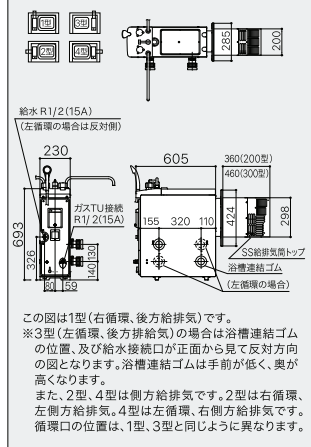 1型
3型
2型
4型
285
200
給水 R1/2(15A)
(左循環の場合は反対側)
230
605
360(200型)
460(300型)
ガスTU接続
R1/2(15A)
155 320 110
424
298
693
326
130
140
80 59
SS給排気筒トップ
浴槽連結ゴム
(左循環の場合)
この図は1型(右循環、後方給排気)です。
※3型(左循環、後方排給気)の場合は浴槽連結ゴム
の位置、及び給水接続口が正面から見て反対方向
の図となります。浴槽連結ゴムは手前が低く、奥が
高くなります。
また、2型、4型は側方給排気です。2型は右循環、
左側方給排気。4型は左循環、右側方給排気です。
循環口の位置は、1型、3型と同じように異なります。